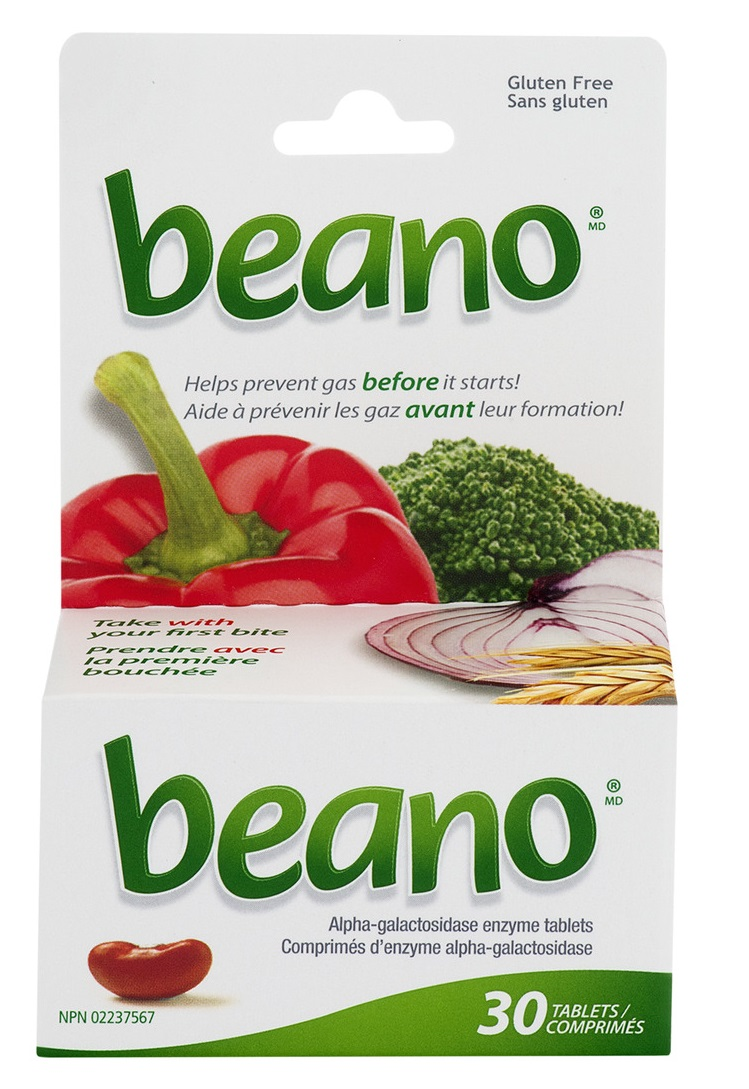 Gluten Free
Sans gluten
beano®
MD
Helps prevent gas before it starts!
Aide à prévenir les gaz avant leur formation!
Take with
your first bite
Prendre avec
la première
bouchée
beano®
MD
Alpha-galactosidase enzyme tablets
Comprimés d'enzyme alpha-galactosidase
NPN 02237567
30 TABLETS/
COMPRIMÉS